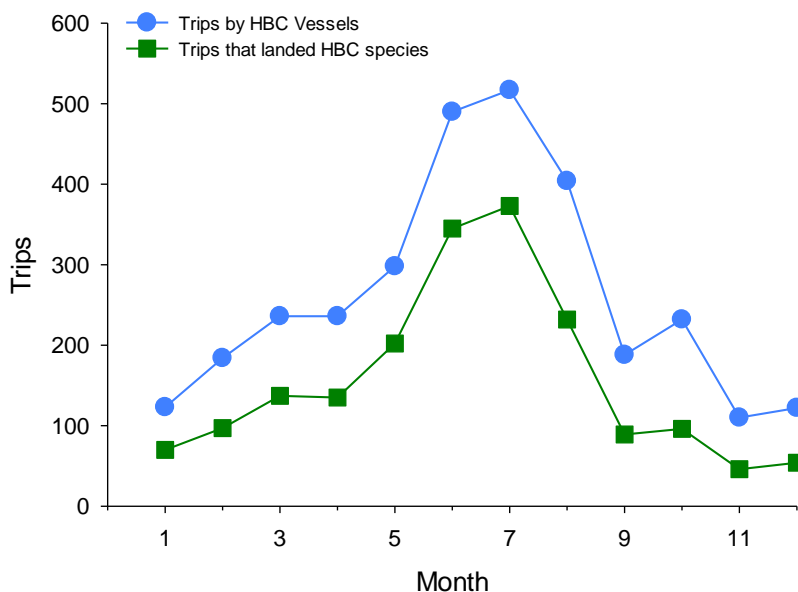 Trips by HBC Vessels
Trips that landed HBC species
600
500
400
300
200
100
0
Trips
1 3 5 7 9 11
Month